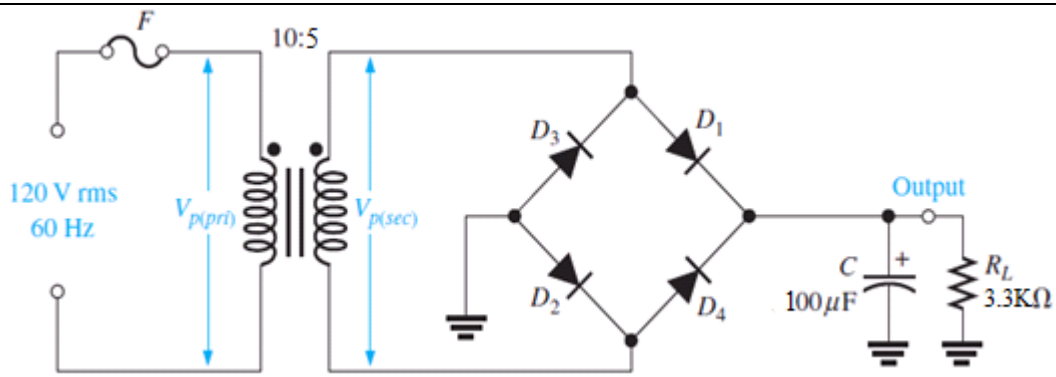 F
10:5
D3
D1
120 V rms
60 Hz
Vp(pri)
Vp(sec)
Output
D2
D4
C
+
100μF
RL
3.3KΩ